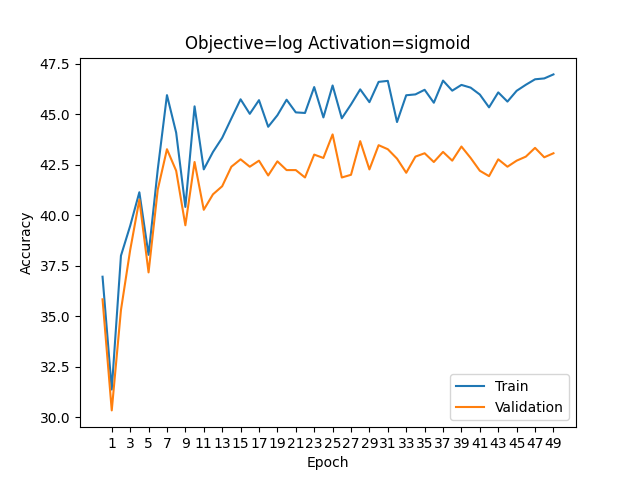 Objective=log Activation=sigmoid
47.5
45.0
42.5
40.0
37.5
35.0
32.5
30.0
Accuracy
Train
Validation
1 3 5 7 9 11 13 15 17 19 21 23 25 27 29 31 33 35 37 39 41 43 45 47 49
Epoch